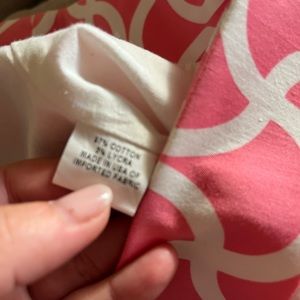 97% COTTON
3% LYCRA
MADE IN USA OF
IMPORTED FABRIC